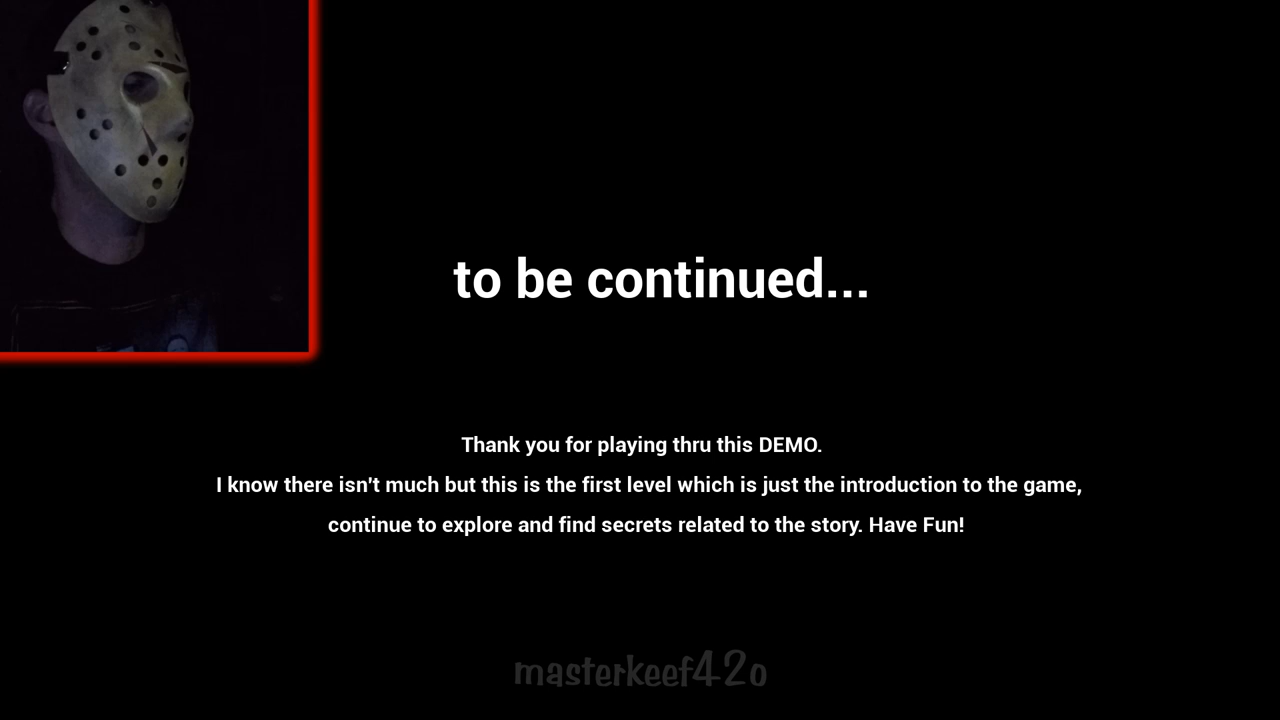 to be continued...
Thank you for playing thru this DEMO.
I know there isn't much but this is the first level which is just the introduction to the game,
continue to explore and find secrets related to the story. Have Fun!
masterkeef42o